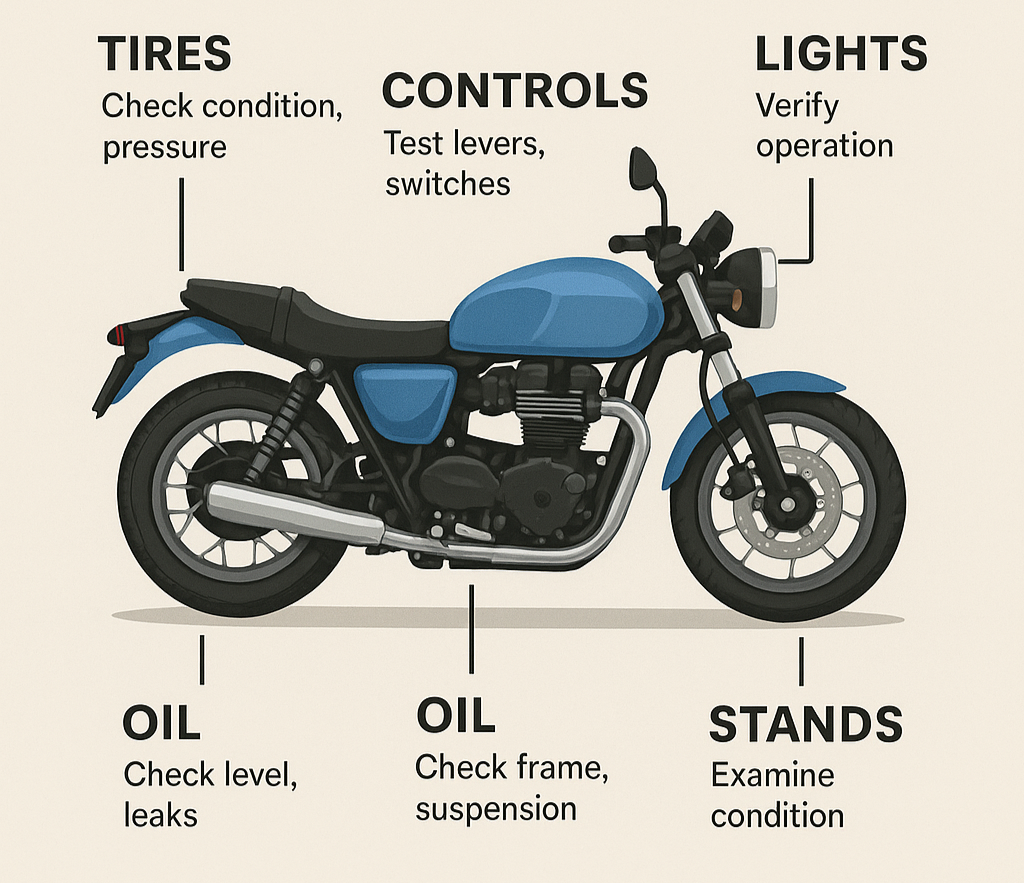 TIRES
Check condition,
pressure
CONTROLS
Test levers,
switches
LIGHTS
Verify
operation
OIL
Check level,
leaks
OIL
Check frame,
suspension
STANDS
Examine
condition